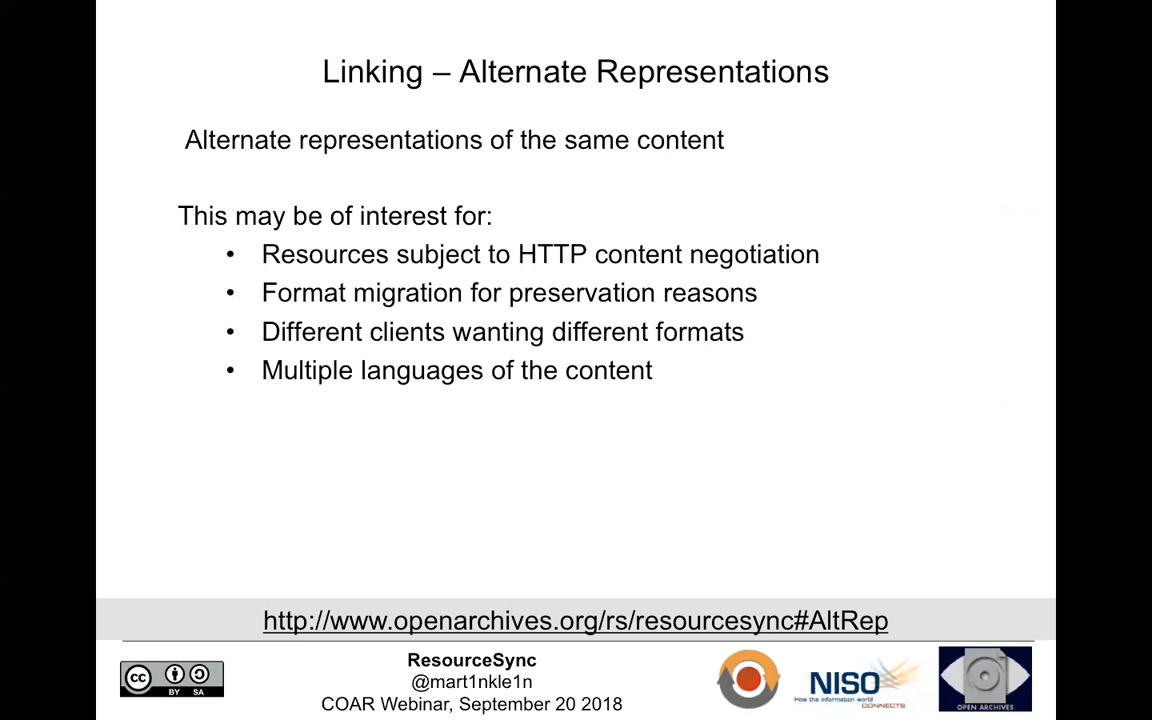 Linking – Alternate Representations
Alternate representations of the same content
This may be of interest for:
• Resources subject to HTTP content negotiation
• Format migration for preservation reasons
• Different clients wanting different formats
• Multiple languages of the content
http://www.openarchives.org/rs/resourcesync#AltRep
ResourceSync
@mart1nkle1n
COAR Webinar, September 20 2018
cc
BY SA
NISO
How the information world
CONNECTS
OPEN ARCHIVES